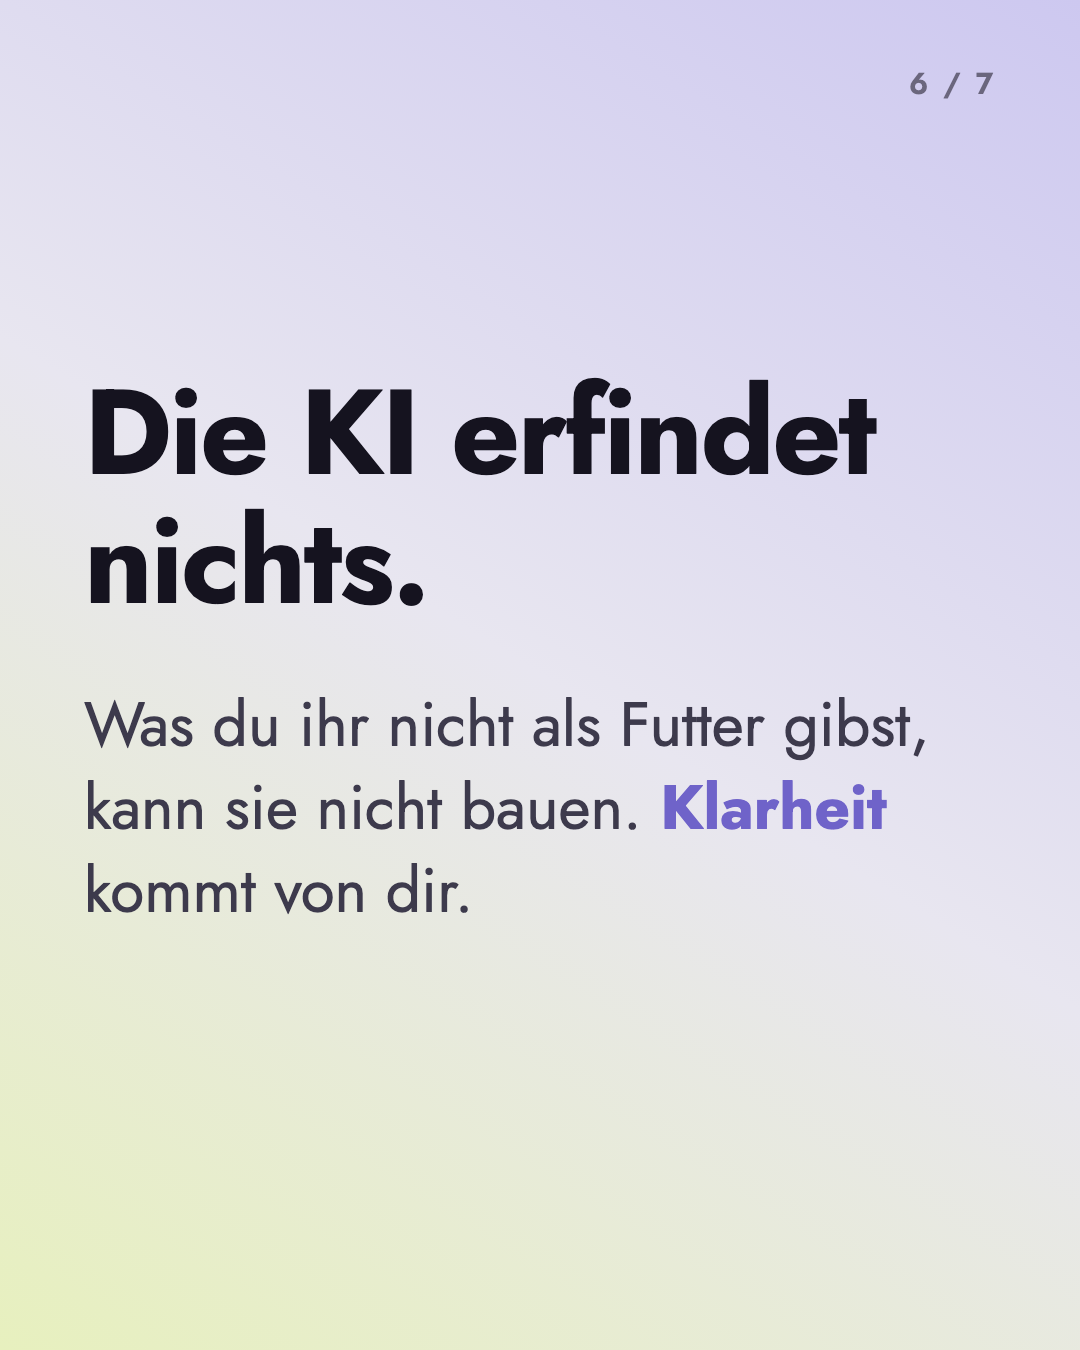 6 / 7
Die KI erfindet
nichts.
Was du ihr nicht als Futter gibst,
kann sie nicht bauen. Klarheit
kommt von dir.